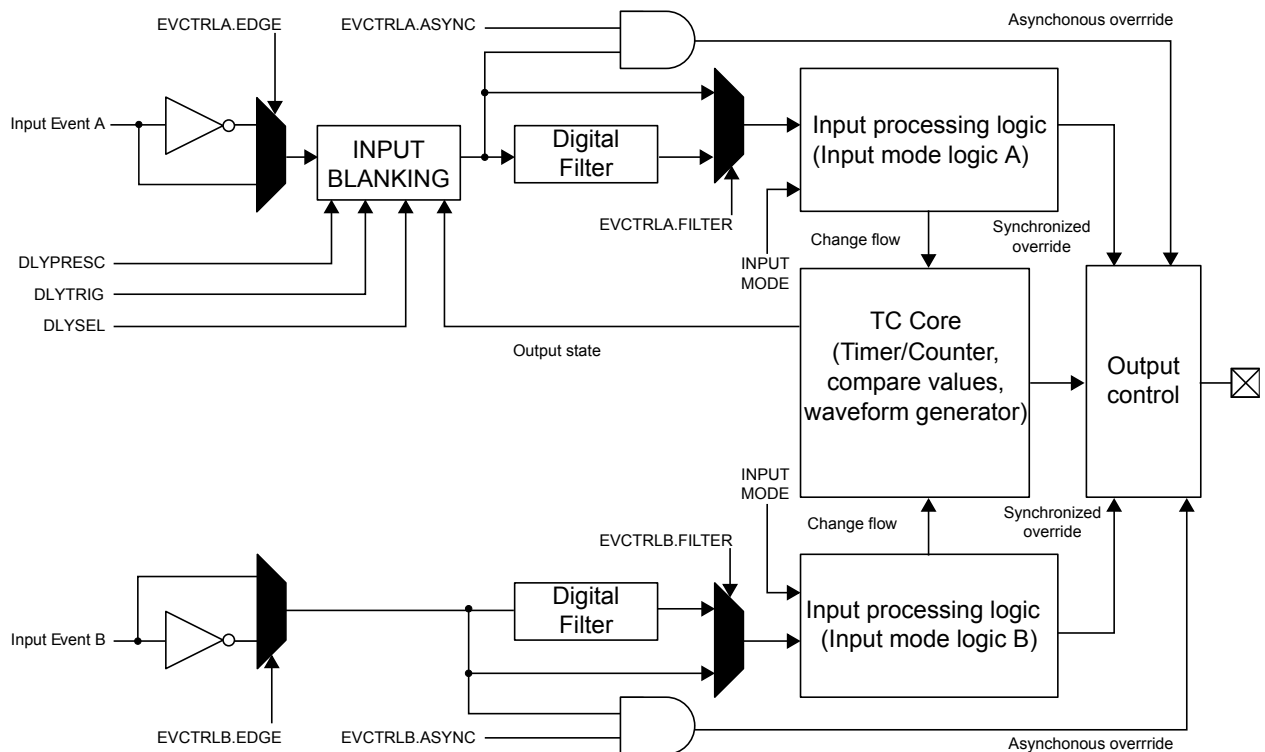 EVCTRLA.EDGE
EVCTRLA.ASYNC
Asynchonous overrride
Input Event A
INPUT
BLANKING
Digital
Filter
Input processing logic
(Input mode logic A)
EVCTRLA.FILTER
DLYPRESC
DLYTRIG
DLYSEL
INPUT
MODE
Change flow
Synchronized
override
Output state
TC Core
(Timer/Counter,
compare values,
waveform generator)
Output
control
INPUT
MODE
Change flow
Synchronized
override
EVCTRLB.FILTER
Input Event B
Digital
Filter
Input processing logic
(Input mode logic B)
EVCTRLB.EDGE
EVCTRLB.ASYNC
Asynchonous overrride